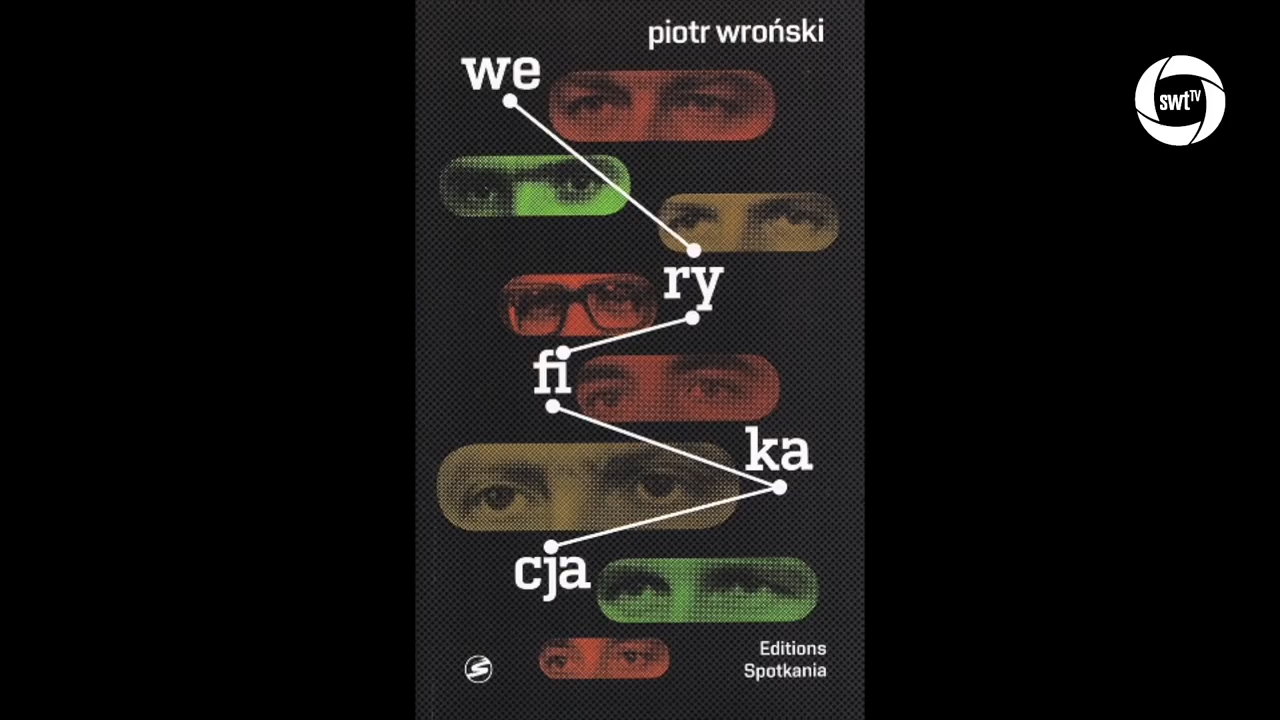 piotr wroński
we
ry
fi
ka
cja
Editions
Spotkania
swtTV